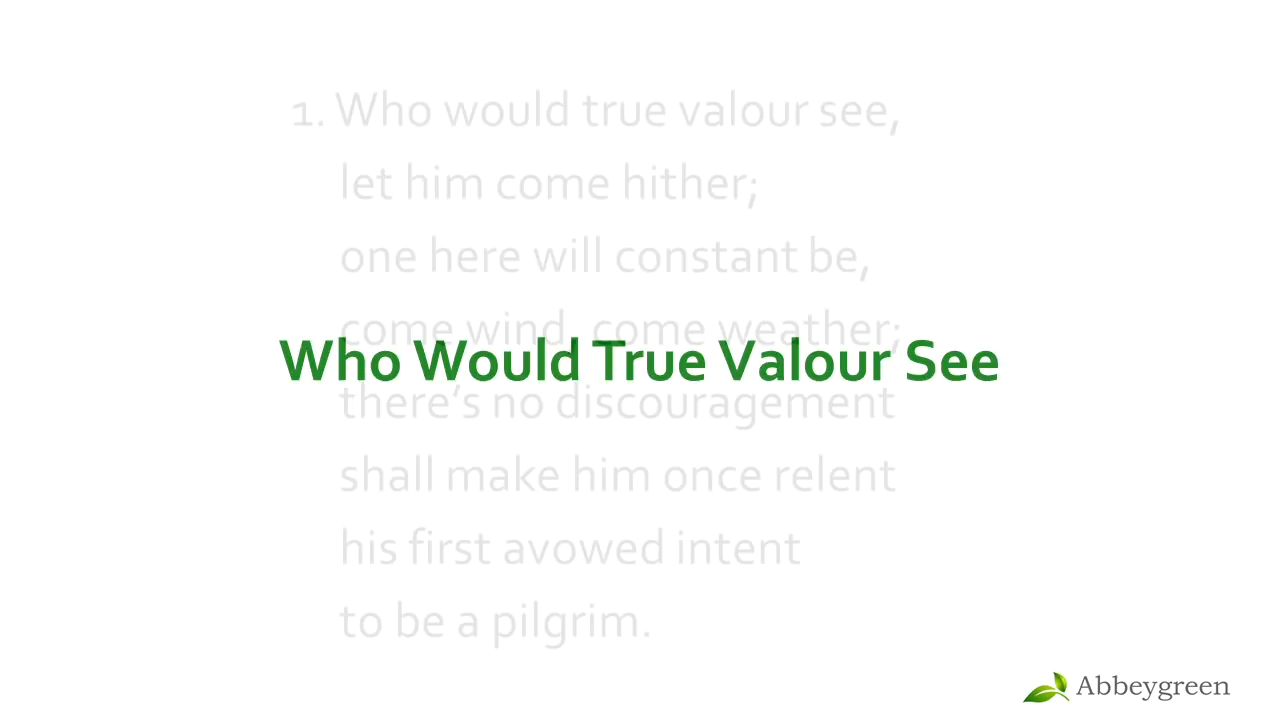 1. Who would true valour see,
let him come hither;
one here will constant be,
come wind, come weather;
Who Would True Valour See
there's no discouragement
shall make him once relent
his first avowed intent
to be a pilgrim.
Abbeygreen